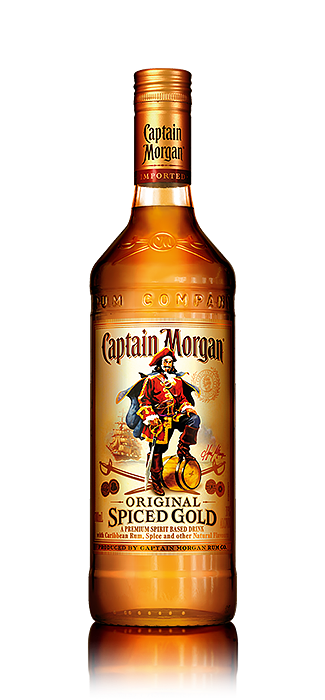 Captain
Morgan
IMPORTED
RUM COMPANY
Captain Morgan
ORIGINAL
SPICED GOLD
A PREMIUM SPIRIT BASED DRINK
with Caribbean Rum, Spice and other Natural Flavours
PRODUCED BY CAPTAIN MORGAN RUM CO.